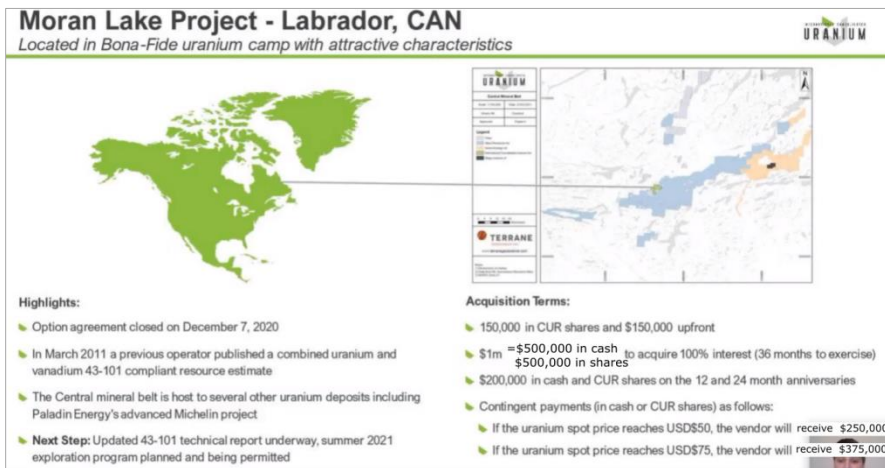 Moran Lake Project - Labrador, CAN
Located in Bona-Fide uranium camp with attractive characteristics
URANIUM
URANIUM
Central Mineral Belt
Legend
TERRANE
Highlights:
Option agreement closed on December 7, 2020
In March 2011 a previous operator published a combined uranium and
vanadium 43-101 compliant resource estimate
The Central mineral belt is host to several other uranium deposits including
Paladin Energy's advanced Michelin project
Next Step: Updated 43-101 technical report underway, summer 2021
exploration program planned and being permitted
Acquisition Terms:
150,000 in CUR shares and $150,000 upfront
$1m =$500,000 in cash
$500,000 in shares to acquire 100% interest (36 months to exercise)
$200,000 in cash and CUR shares on the 12 and 24 month anniversaries
Contingent payments (in cash or CUR shares) as follows:
If the uranium spot price reaches USD$50, the vendor will receive $250,000
If the uranium spot price reaches USD$75, the vendor will receive $375,000